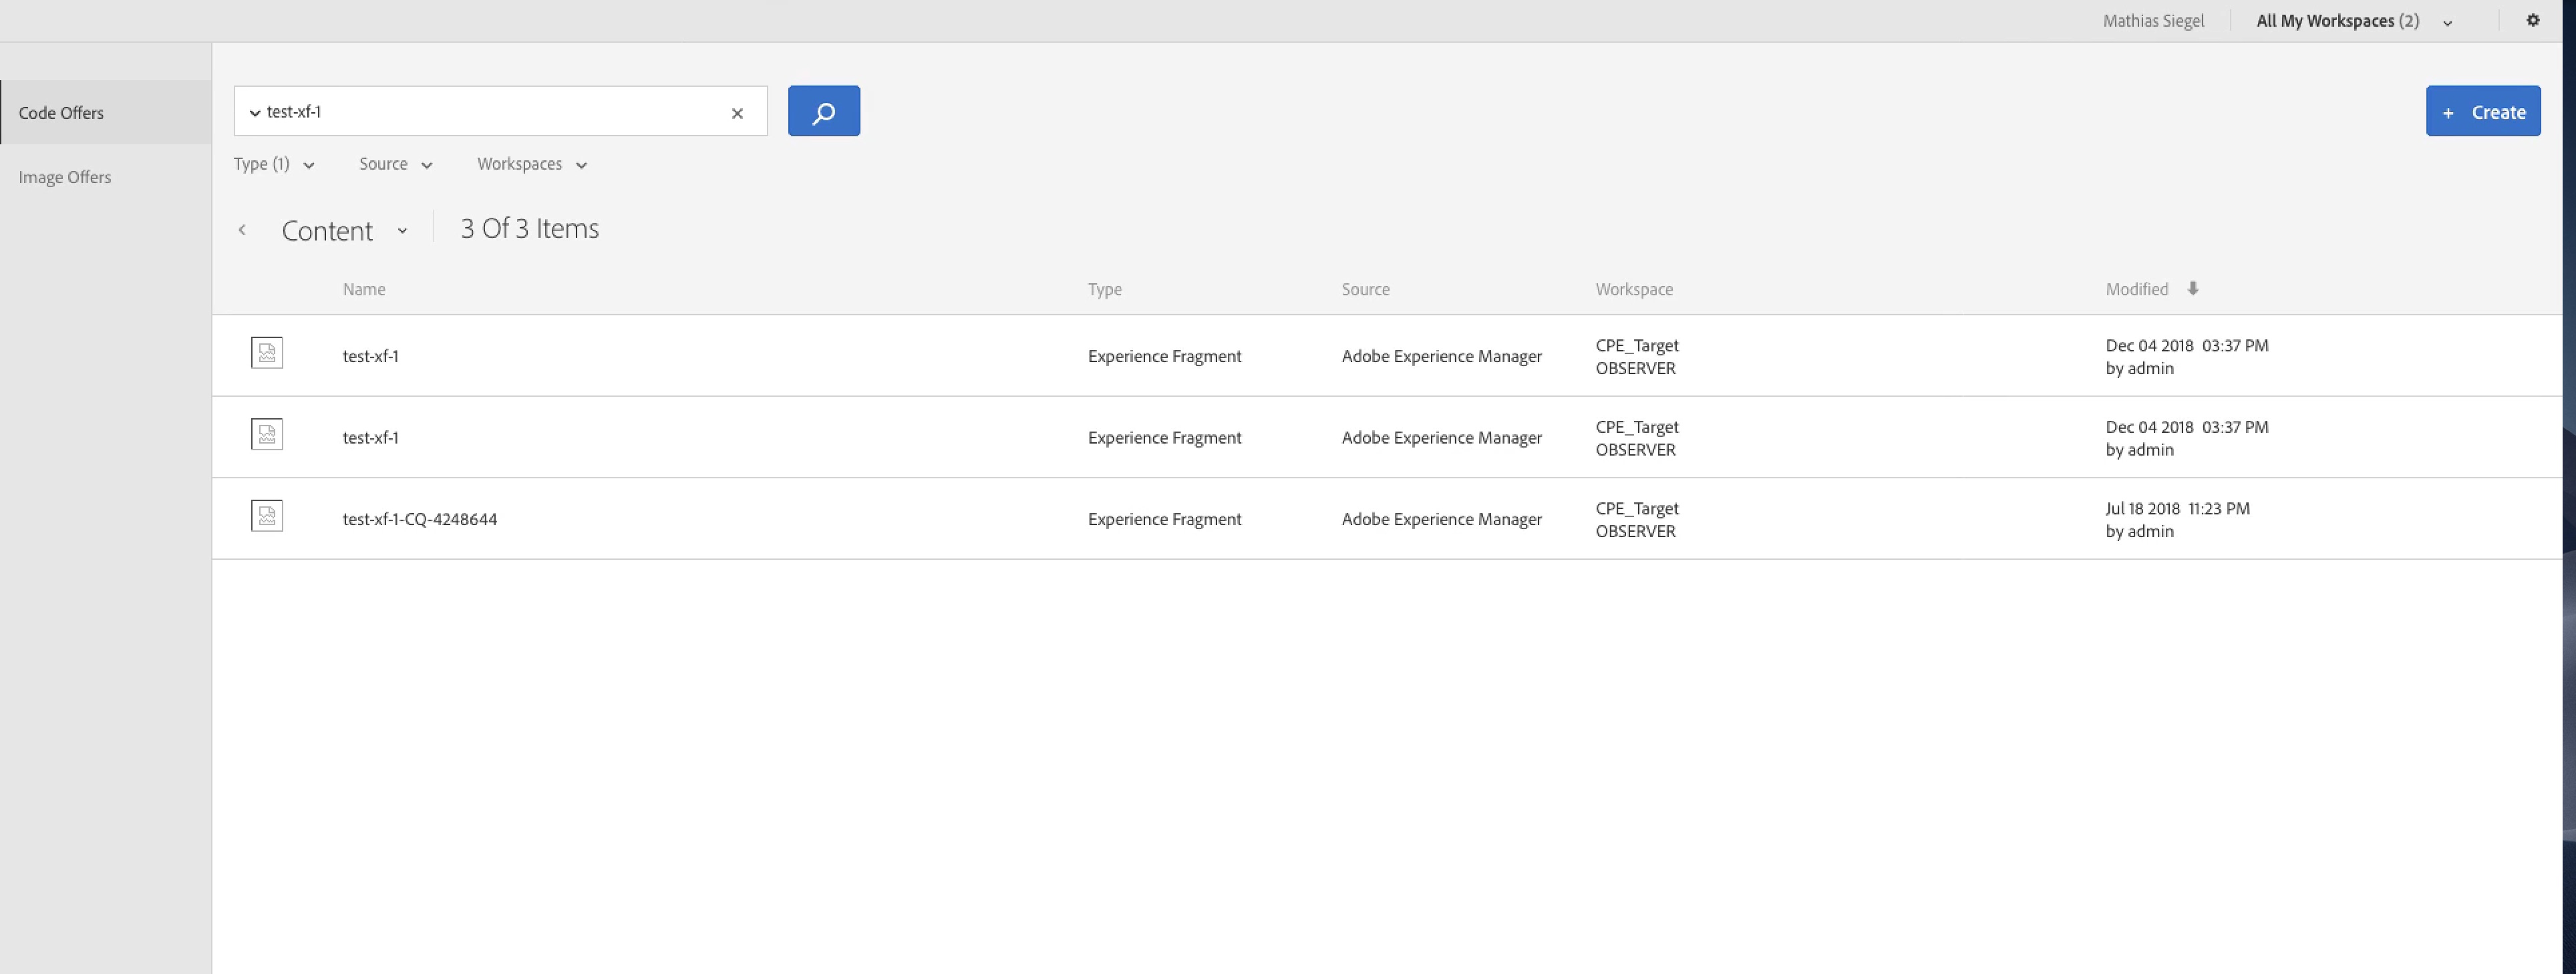 Mathias Siegel
All My Workspaces (2)
Code Offers
Image Offers
test-xf-1
+ Create
Type (1)
Source
Workspaces
Content
3 Of 3 Items
Name Type Source Workspace Modified
test-xf-1 Experience Fragment Adobe Experience Manager CPE_Target Dec 04 2018 03:37 PM
OBSERVER by admin
test-xf-1 Experience Fragment Adobe Experience Manager CPE_Target Dec 04 2018 03:37 PM
OBSERVER by admin
test-xf-1-CQ-4248644 Experience Fragment Adobe Experience Manager CPE_Target Jul 18 2018 11:23 PM
OBSERVER by admin